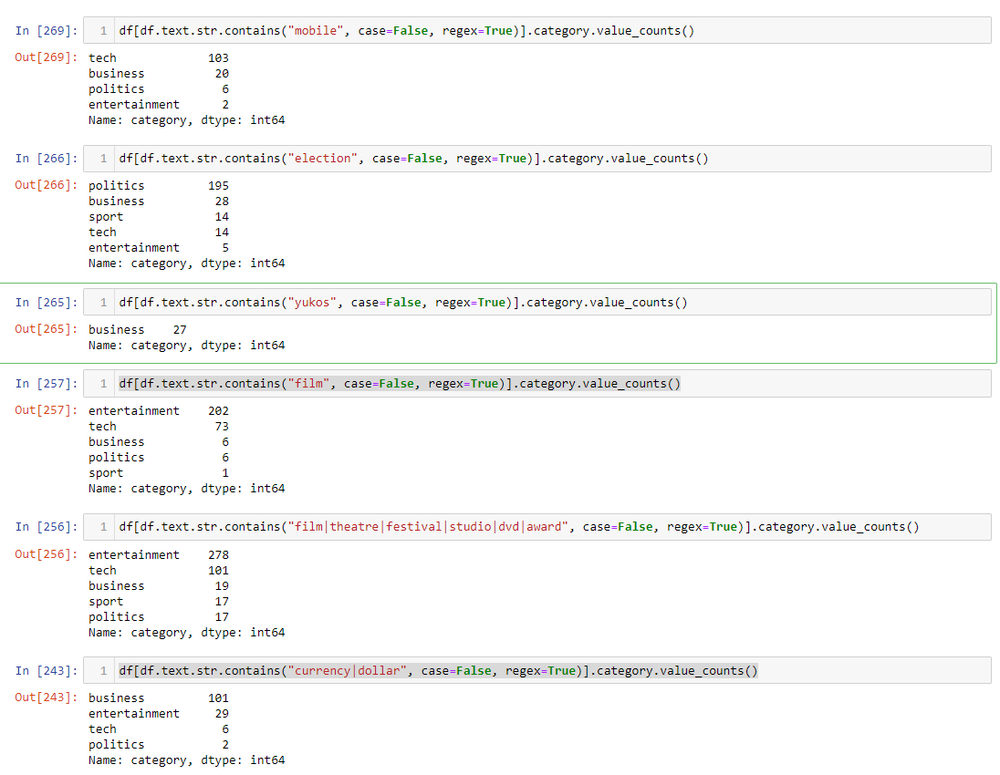 In [269]: 1 df[df.text.str.contains("mobile", case=False, regex=True)].category.value_counts()
Out[269]: tech 103
business 20
politics 6
entertainment 2
Name: category, dtype: int64
In [266]: 1 df[df.text.str.contains("election", case=False, regex=True)].category.value_counts()
Out[266]: politics 195
business 28
sport 14
tech 14
entertainment 5
Name: category, dtype: int64
In [265]: 1 df[df.text.str.contains("yukos", case=False, regex=True)].category.value_counts()
Out[265]: business 27
Name: category, dtype: int64
In [257]: 1 df[df.text.str.contains("film", case=False, regex=True)].category.value_counts()
Out[257]: entertainment 202
tech 73
business 6
politics 6
sport 1
Name: category, dtype: int64
In [256]: 1 df[df.text.str.contains("film|theatre|festival|studio|dvd|award", case=False, regex=True)].category.value_counts()
Out[256]: entertainment 278
tech 101
business 19
sport 17
politics 17
Name: category, dtype: int64
In [243]: 1 df[df.text.str.contains("currency|dollar", case=False, regex=True)].category.value_counts()
Out[243]: business 101
entertainment 29
tech 6
politics 2
Name: category, dtype: int64